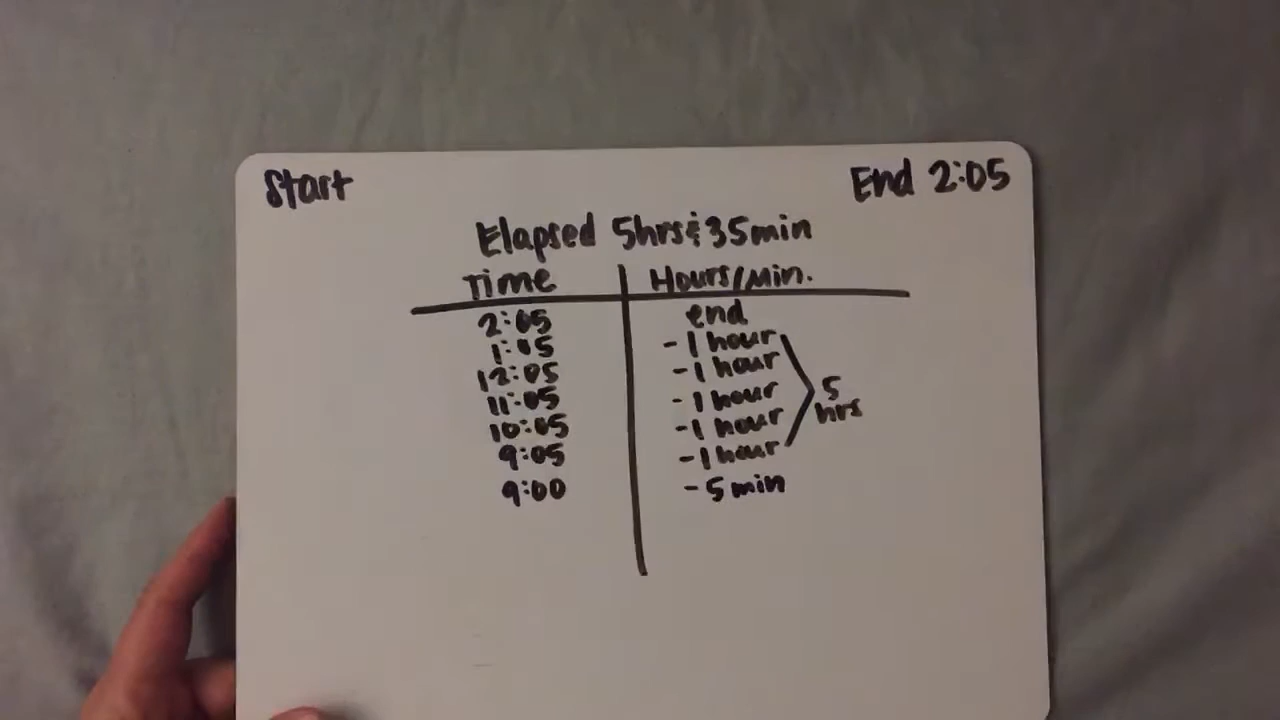 Start End 2:05
Elapsed 5hrs & 35min
Time Hours/Min.
2:05 end
1:05 -1 hour
12:05 -1 hour
11:05 -1 hour
10:05 -1 hour
9:05 -1 hour
5 hrs
9:00 -5 min